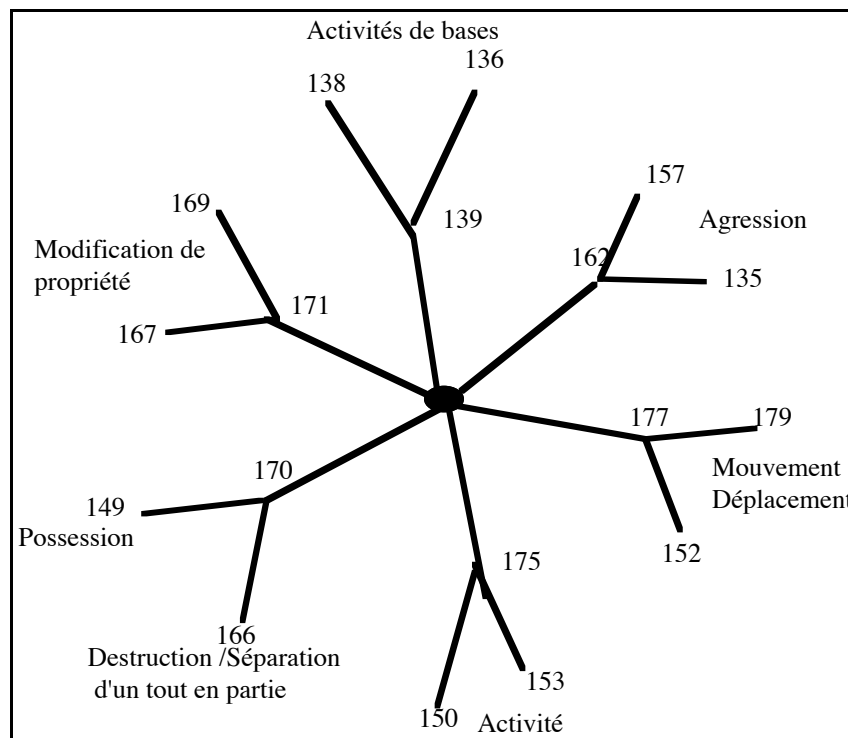 Activités de bases
136
138
157
169
139
Agression
Modification de
propriété
162
135
171
167
177
179
170
Mouvement
Déplacement
149
Possession
152
175
166
Destruction /Séparation
d'un tout en partie
153
150
Activité